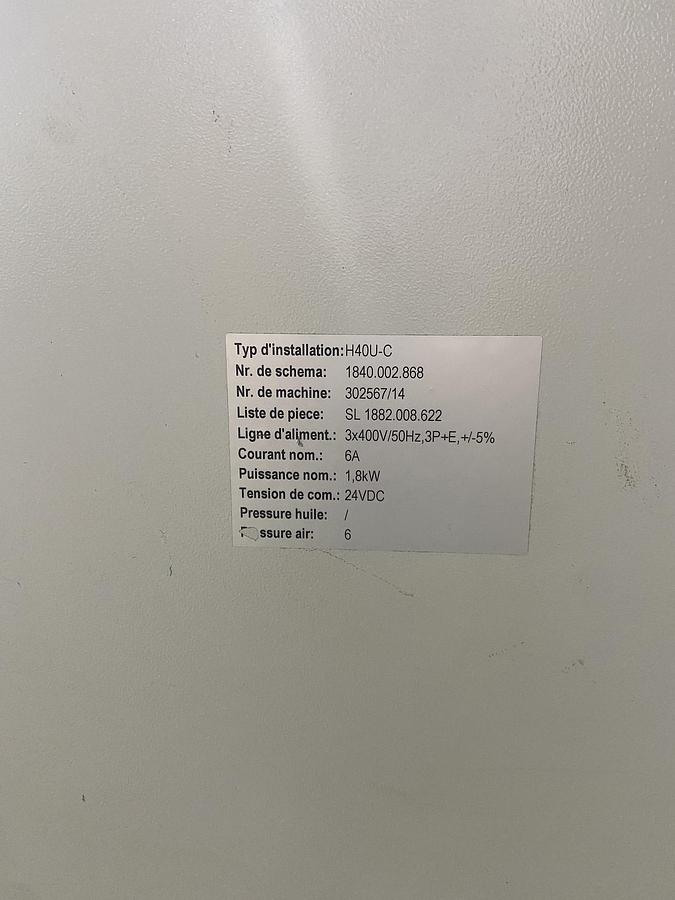 Typ d'installation: H40U-C
Nr. de schema: 1840.002.868
Nr. de machine: 302567/14
Liste de piece: SL 1882.008.622
Ligne d'aliment.: 3x400V/50Hz,3P+E,+/-5%
Courant nom.: 6A
Puissance nom.: 1,8kW
Tension de com.: 24VDC
Pressure huile: /
air: 6